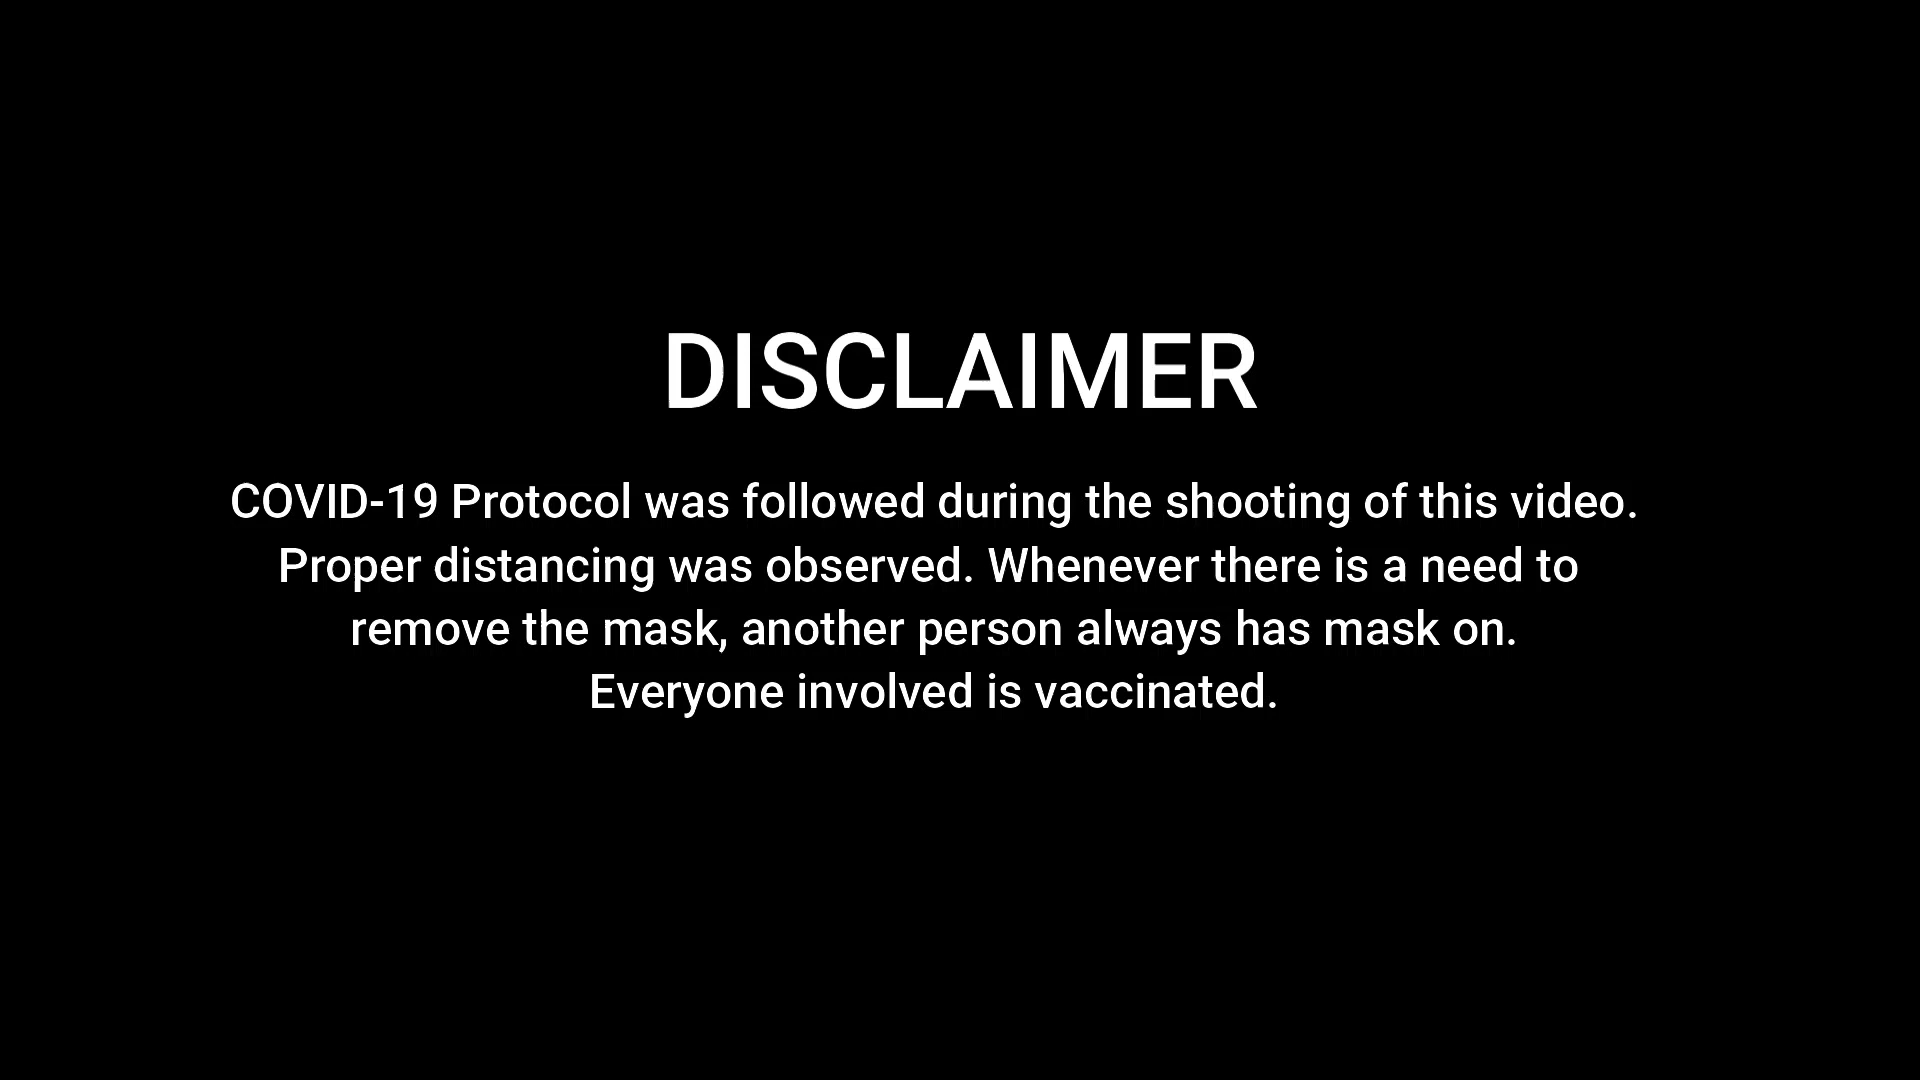 DISCLAIMER
COVID-19 Protocol was followed during the shooting of this video.
Proper distancing was observed. Whenever there is a need to
remove the mask, another person always has mask on.
Everyone involved is vaccinated.